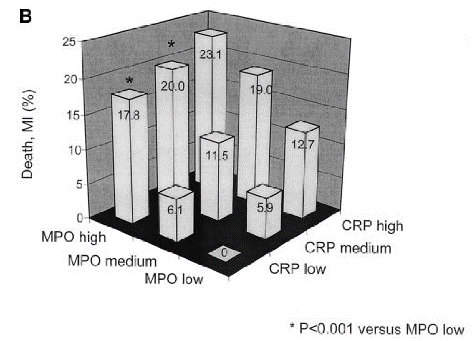 B
Death, MI (%)
25
20
15
10
5
0
*
*
23.1
20.0
19.0
17.8
12.7
11.5
6.1
5.9
0
MPO high
MPO medium
MPO low
CRP high
CRP medium
CRP low
* P<0.001 versus MPO low